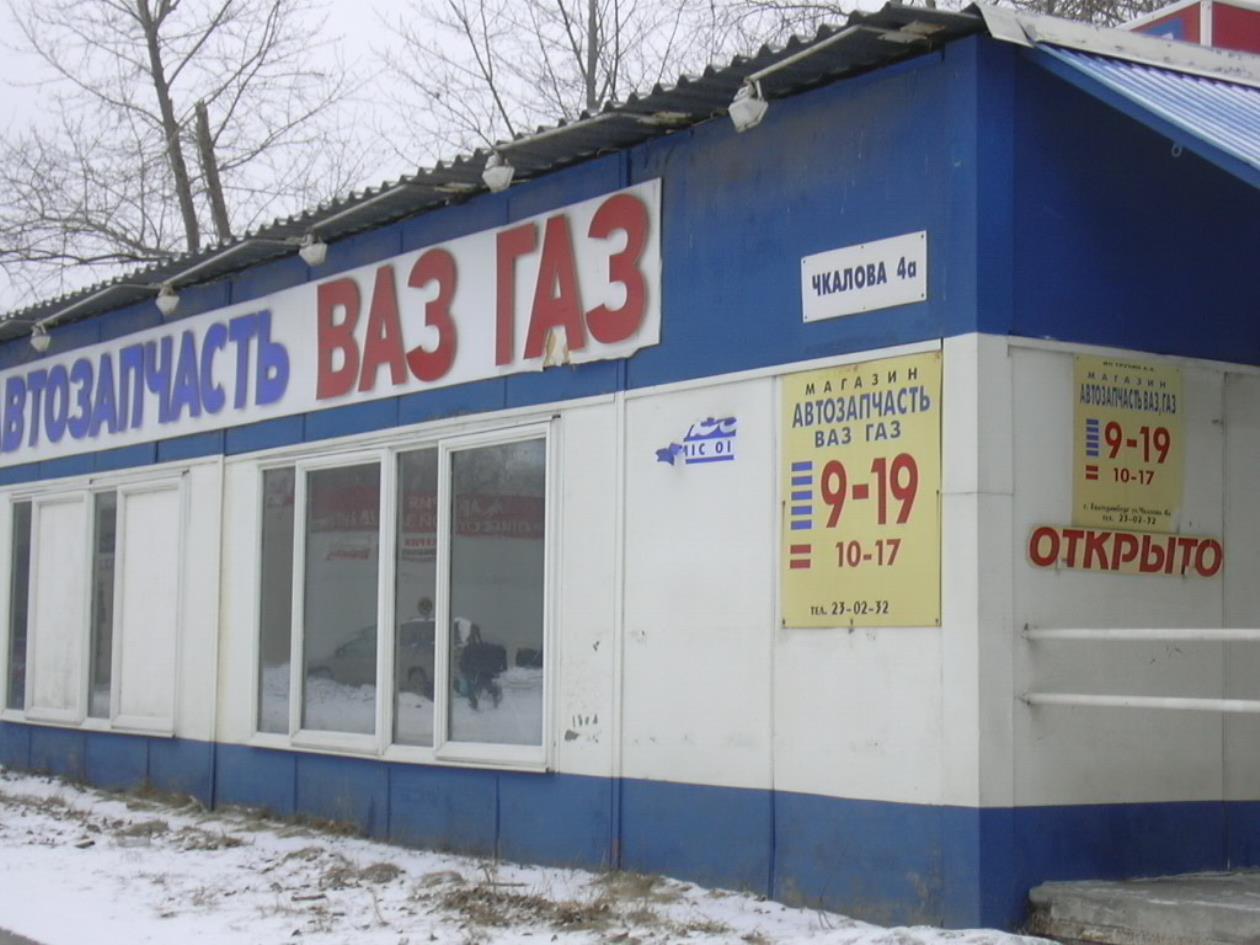 АВТОЗАПЧАСТЬ ВАЗ ГАЗ
ЧКАЛОВА 4а
МАГАЗИН
АВТОЗАПЧАСТЬ
ВАЗ ГАЗ
9-19
10-17
ТЕЛ. 23-02-32
МАГАЗИН
АВТОЗАПЧАСТЬ ВАЗ, ГАЗ
9-19
10-17
ТЕЛ. 23-02-32
ОТКРЫТО